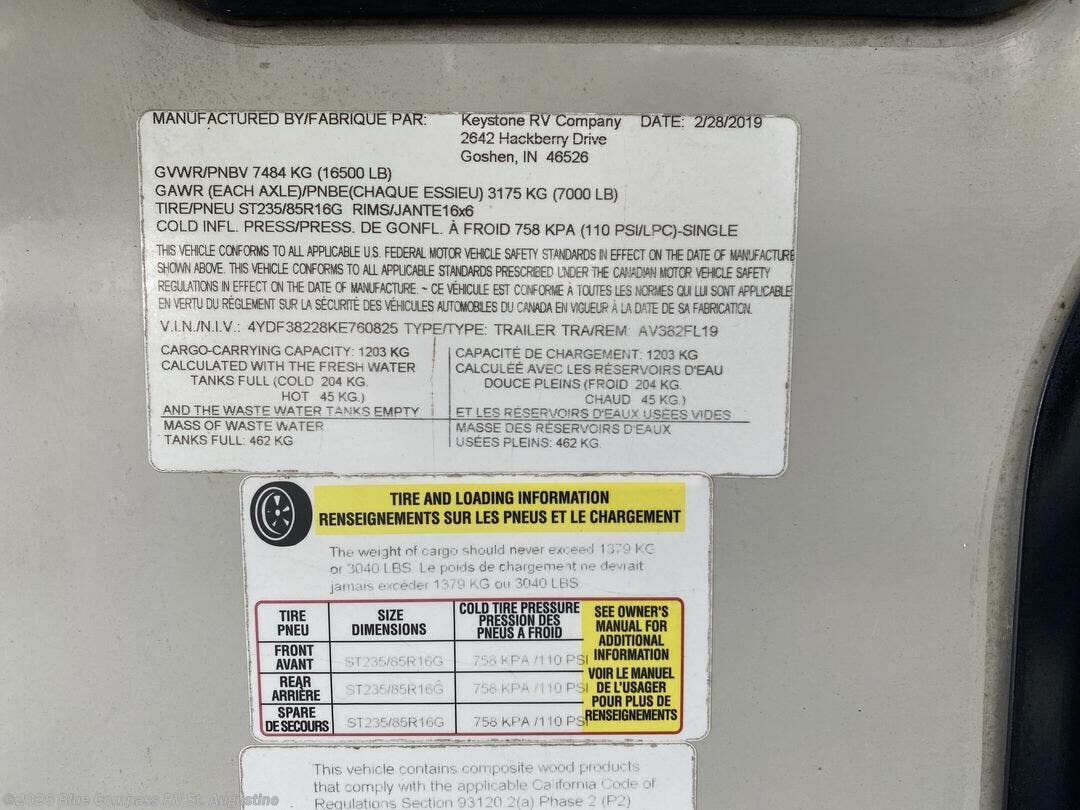 MANUFACTURED BY/FABRIQUE PAR: Keystone RV Company DATE: 2/28/2019
2642 Hackberry Drive
Goshen, IN 46526
GVWR/PNBV 7484 KG (16500 LB)
GAWR (EACH AXLE)/PNBE(CHAQUE ESSIEU) 3175 KG (7000 LB)
TIRE/PNEU ST235/85R16G RIMS/JANTE16x6
COLD INFL. PRESS/PRESS. DE GONFL. À FROID 758 KPA (110 PSI/LPC)-SINGLE
THIS VEHICLE CONFORMS TO ALL APPLICABLE U.S. FEDERAL MOTOR VEHICLE SAFETY STANDARDS IN EFFECT ON THE DATE OF MANUFACTURE
SHOWN ABOVE. THIS VEHICLE CONFORMS TO ALL APPLICABLE STANDARDS PRESCRIBED UNDER THE CANADIAN MOTOR VEHICLE SAFETY
REGULATIONS IN EFFECT ON THE DATE OF MANUFACTURE. ~ CE VÉHICULE EST CONFORME À TOUTES LES NORMES QUI LUI SONT APPLICABLE
EN VERTU DU RÉGLEMENT SUR LA SÉCURITÉ DES VÉHICULES AUTOMOBILES DU CANADA EN VIGUEUR À LA DATE DE SA FABRICATION.
V.I.N./N.I.V.: 4YDF38228KE760825 TYPE/TYPE: TRAILER TRA/REM AV382FL19
CARGO-CARRYING CAPACITY: 1203 KG
CALCULATED WITH THE FRESH WATER
TANKS FULL (COLD 204 KG.
HOT 45 KG.)
AND THE WASTE WATER TANKS EMPTY
MASS OF WASTE WATER
TANKS FULL: 462 KG
CAPACITÉ DE CHARGEMENT: 1203 KG
CALCULÉE AVEC LES RÉSERVOIRS D'EAU
DOUCE PLEINS (FROID 204 KG.
CHAUD 45 KG.)
ET LES RÉSERVOIRS D'EAUX USÉES VIDES
MASSE DES RÉSERVOIRS D'EAUX
USÉES PLEINS: 462 KG.
TIRE AND LOADING INFORMATION
RENSEIGNEMENTS SUR LES PNEUS ET LE CHARGEMENT
The weight of cargo should never exceed 1379 KG
or 3040 LBS. Le poids de chargement ne devrait
jamais exceder 1379 KG ou 3040 LBS
TIRE
PNEU
SIZE
DIMENSIONS
COLD TIRE PRESSURE
PRESSION DES
PNEUS A FROID
FRONT
AVANT
ST235/85R16G
758 KPA /110 PSI
REAR
ARRIÈRE
ST235/85R16G
758 KPA /110 PSI
SPARE
DE SECOURS
ST235/85R16G
758 KPA /110 PSI
SEE OWNER'S
MANUAL FOR
ADDITIONAL
INFORMATION
VOIR LE MANUEL
DE L'USAGER
POUR PLUS DE
RENSEIGNEMENTS
This vehicle contains composite wood products
that comply with the applicable California Code of
Regulations Section 93120.2(a) Phase 2 (P2)
©2026 Blue Compass RV St. Augustine